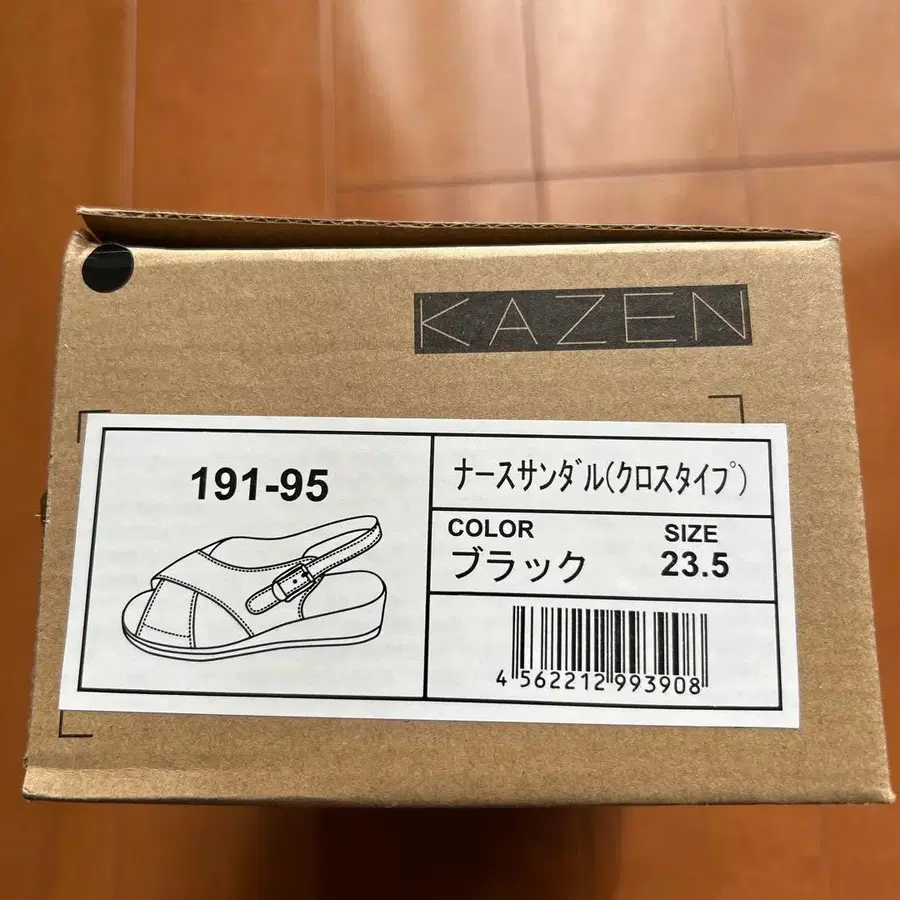 KAZEN
191-95
ナースサンダル(クロスタイプ)
COLOR
ブラック
SIZE
23.5
4 562212 993908